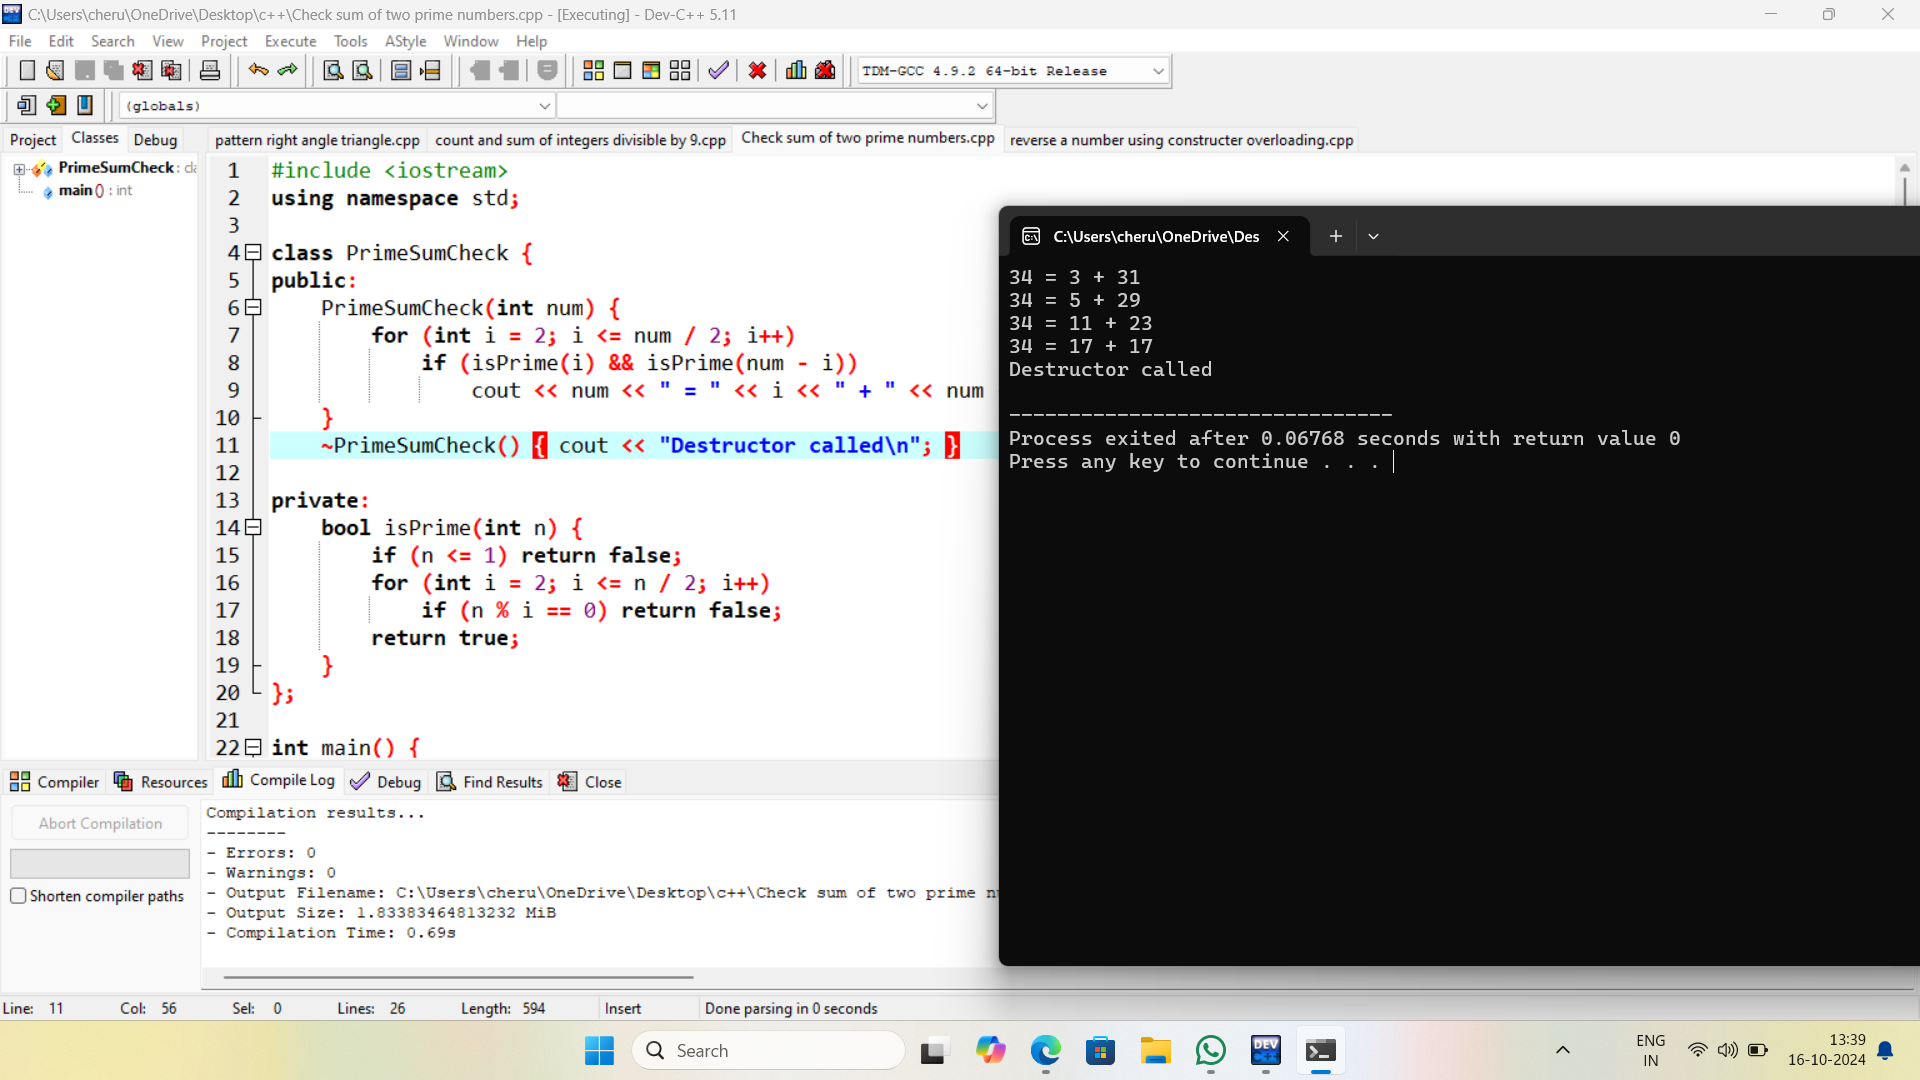 C:\Users\cheru\OneDrive\Desktop\c++\Check sum of two prime numbers.cpp - [Executing] - Dev-C++ 5.11
File Edit Search View Project Execute Tools AStyle Window Help
TDM-GCC 4.9.2 64-bit Release
(globals)
Project Classes Debug
pattern right angle triangle.cpp count and sum of integers divisible by 9.cpp Check sum of two prime numbers.cpp reverse a number using constructer overloading.cpp
PrimeSumCheck : cla
main () : int
1 #include <iostream>
2 using namespace std;
3
4 class PrimeSumCheck {
5 public:
6 PrimeSumCheck(int num) {
7 for (int i = 2; i <= num / 2; i++)
8 if (isPrime(i) && isPrime(num - i))
9 cout << num << " = " << i << " + " << num
10 }
11 ~PrimeSumCheck() { cout << "Destructor called\n"; }
12
13 private:
14 bool isPrime(int n) {
15 if (n <= 1) return false;
16 for (int i = 2; i <= n / 2; i++)
17 if (n % i == 0) return false;
18 return true;
19 }
20 };
21
22 int main() {
C:\Users\cheru\OneDrive\Des
34 = 3 + 31
34 = 5 + 29
34 = 11 + 23
34 = 17 + 17
Destructor called
--------------------------------
Process exited after 0.06768 seconds with return value 0
Press any key to continue . . .
Compiler Resources Compile Log Debug Find Results Close
Abort Compilation
Shorten compiler paths
Compilation results...
--------
- Errors: 0
- Warnings: 0
- Output Filename: C:\Users\cheru\OneDrive\Desktop\c++\Check sum of two prime
- Output Size: 1.83383464813232 MiB
- Compilation Time: 0.69s
Line: 11 Col: 56 Sel: 0 Lines: 26 Length: 594 Insert Done parsing in 0 seconds
Search
DEV C++
ENG
IN
13:39
16-10-2024